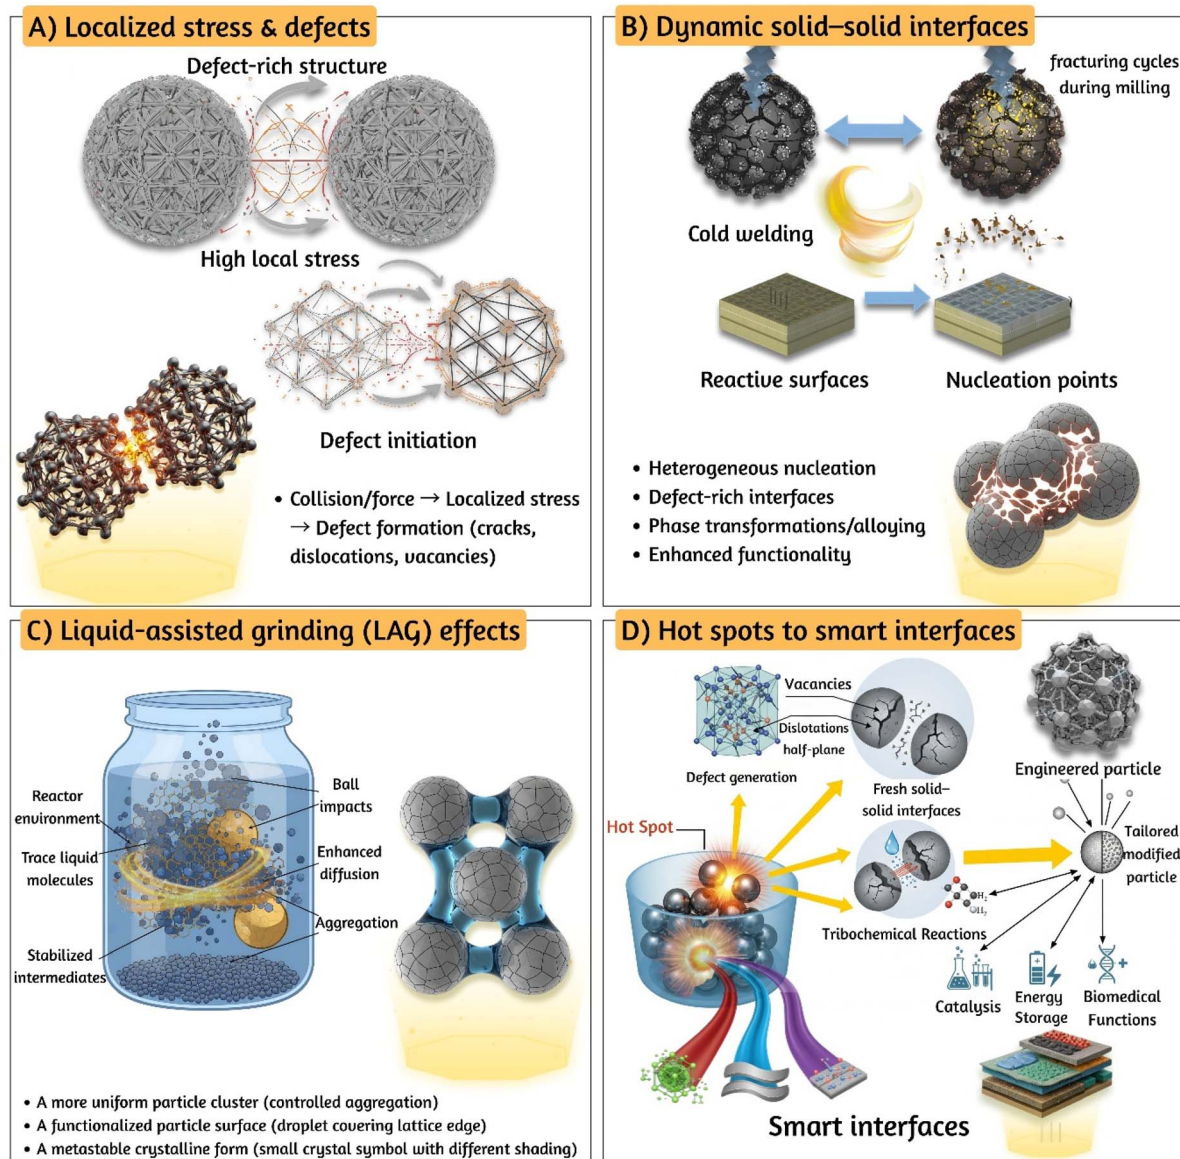 A) Localized stress & defects
Defect-rich structure
High local stress
Defect initiation
• Collision/force → Localized stress
→ Defect formation (cracks,
dislocations, vacancies)
B) Dynamic solid–solid interfaces
fracturing cycles
during milling
Cold welding
Reactive surfaces
Nucleation points
• Heterogeneous nucleation
• Defect-rich interfaces
• Phase transformations/alloying
• Enhanced functionality
C) Liquid-assisted grinding (LAG) effects
Reactor
environment
Trace liquid
molecules
Stabilized
intermediates
Ball
impacts
Enhanced
diffusion
Aggregation
• A more uniform particle cluster (controlled aggregation)
• A functionalized particle surface (droplet covering lattice edge)
• A metastable crystalline form (small crystal symbol with different shading)
D) Hot spots to smart interfaces
Vacancies
Dislotations
half-plane
Defect generation
Fresh solid–
solid interfaces
Engineered particle
Hot Spot
Tailored
modified
particle
Tribochemical Reactions
Catalysis
Energy
Storage
Biomedical
Functions
Smart interfaces